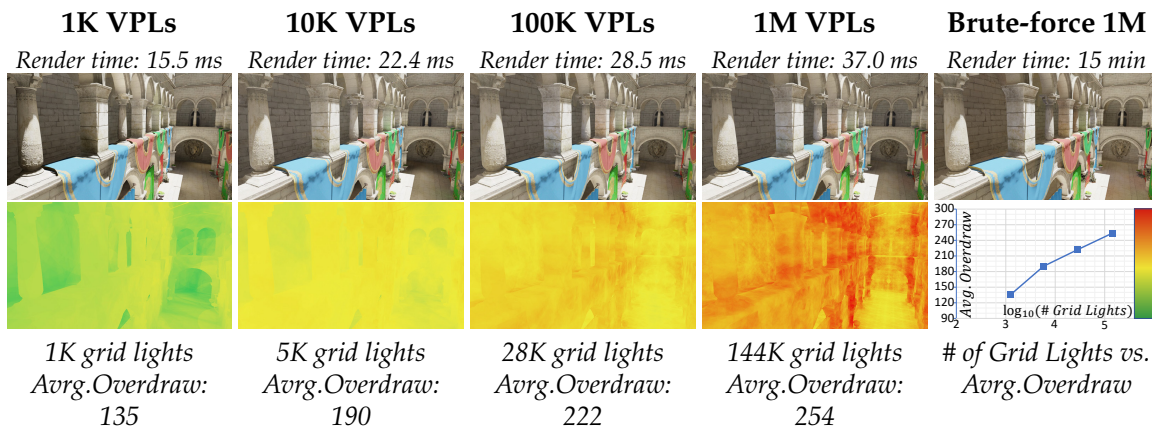 1K VPLs
Render time: 15.5 ms
10K VPLs
Render time: 22.4 ms
100K VPLs
Render time: 28.5 ms
1M VPLs
Render time: 37.0 ms
Brute-force 1M
Render time: 15 min
300
270
240
210
180
150
120
90
Avg.Overdraw
log₁₀(# Grid Lights)
2
3
4
5
1K grid lights
Avrg.Overdraw:
135
5K grid lights
Avrg.Overdraw:
190
28K grid lights
Avrg.Overdraw:
222
144K grid lights
Avrg.Overdraw:
254
# of Grid Lights vs.
Avrg.Overdraw